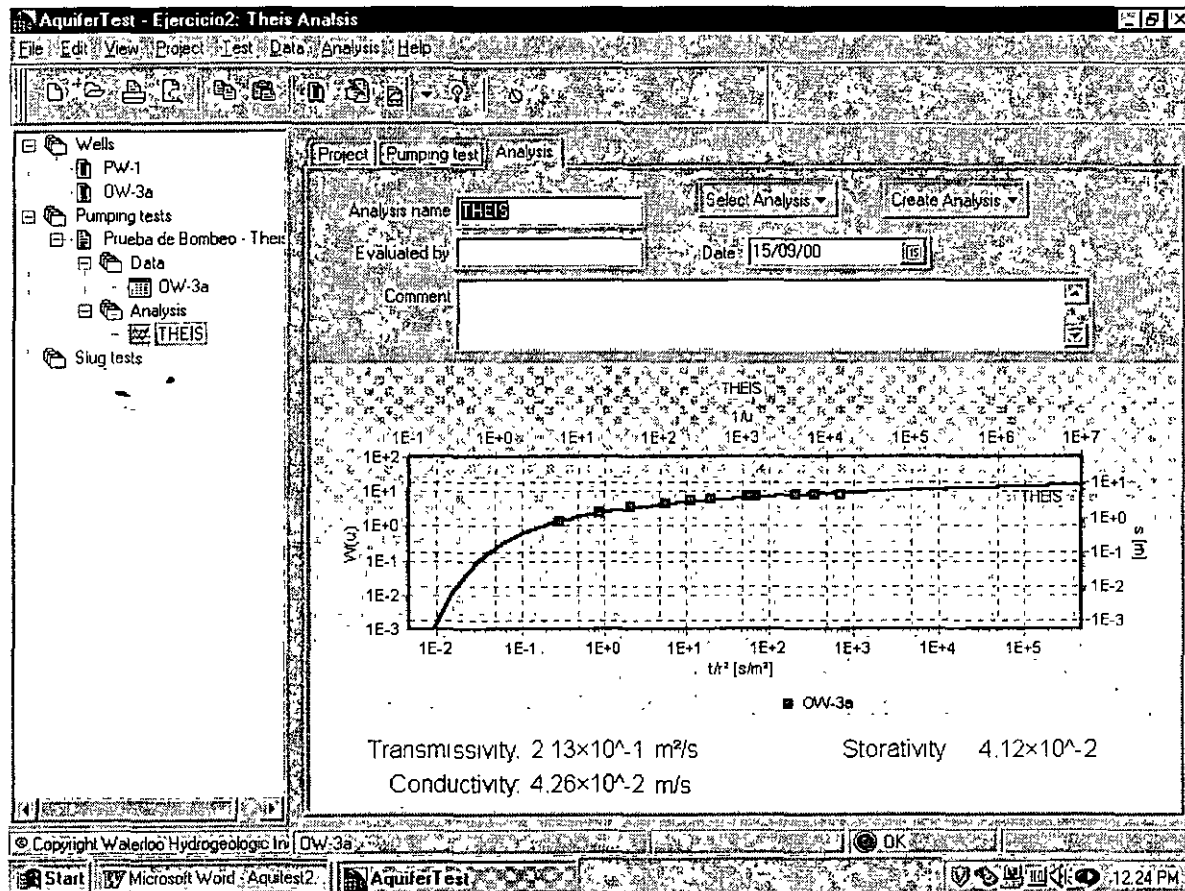 AquiferTest - Ejercicio2: Theis Analsis
File Edit View Project Test Data Analysis Help
Wells
PW-1
OW-3a
Pumping tests
Prueba de Bombeo - Theis
Data
OW-3a
Analysis
THEIS
Slug tests
Project Pumping test Analysis
Analysis name THEIS Select Analysis Create Analysis
Evaluated by Date 15/09/00
Comment
THEIS
1/u
1E-1 1E+0 1E+1 1E+2 1E+3 1E+4 1E+5 1E+6 1E+7
1E+2
1E+1
1E+0
1E-1
1E-2
1E-3
W(u)
THEIS
1E+1
1E+0
1E-1
1E-2
1E-3
s [m]
1E-2 1E-1 1E+0 1E+1 1E+2 1E+3 1E+4 1E+5
t/r² [s/m²]
OW-3a
Transmissivity. 2 13×10^-1 m²/s Storativity 4.12×10^-2
Conductivity: 4.26×10^-2 m/s
© Copyright Waterloo Hydrogeologic In OW-3a OK
Start Microsoft Word - Aquitest2. AquiferTest 12.24 PM